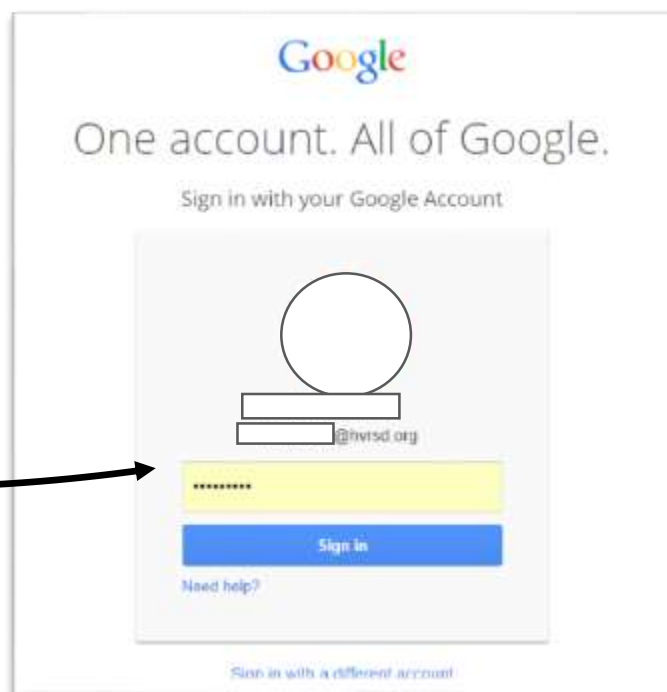 Google
One account. All of Google.
Sign in with your Google Account
@hvrsd.org
•••••••••
Sign in
Need help?
Sign in with a different account